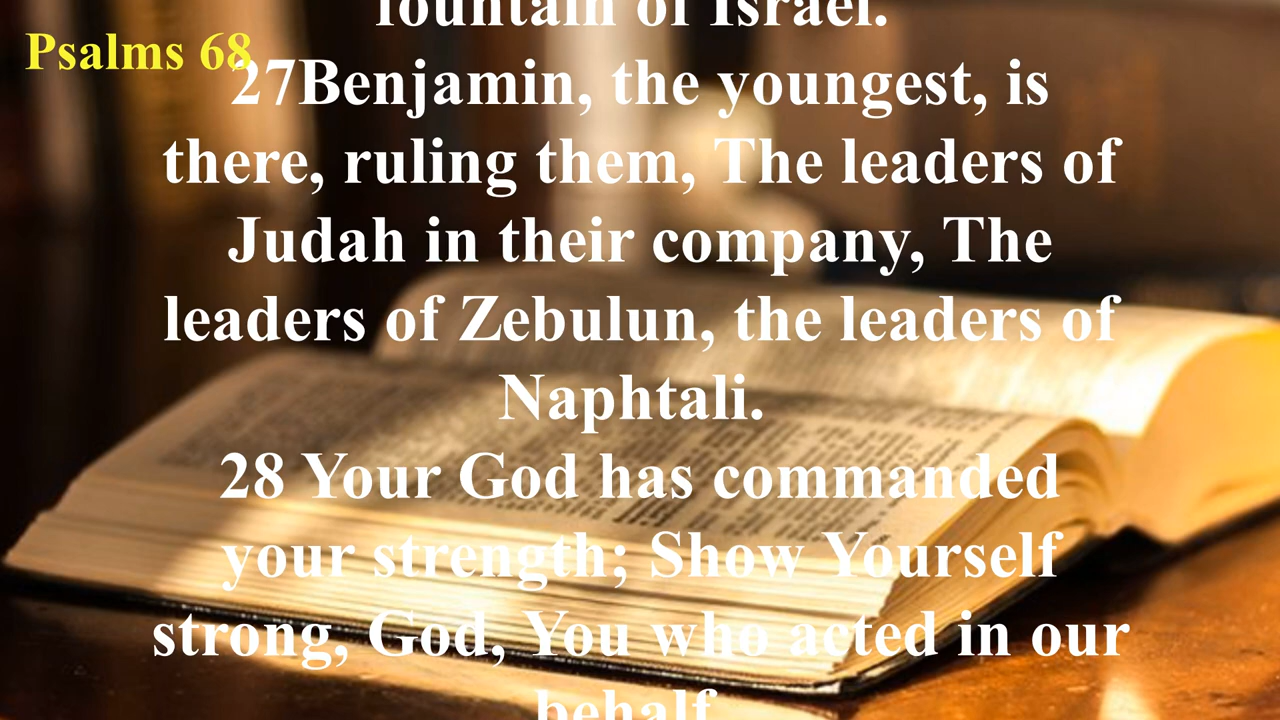 fountain of Israel.
Psalms 68
27Benjamin, the youngest, is
there, ruling them, The leaders of
Judah in their company, The
leaders of Zebulun, the leaders of
Naphtali.
28 Your God has commanded
your strength; Show Yourself
strong, God, You who acted in our
behalf